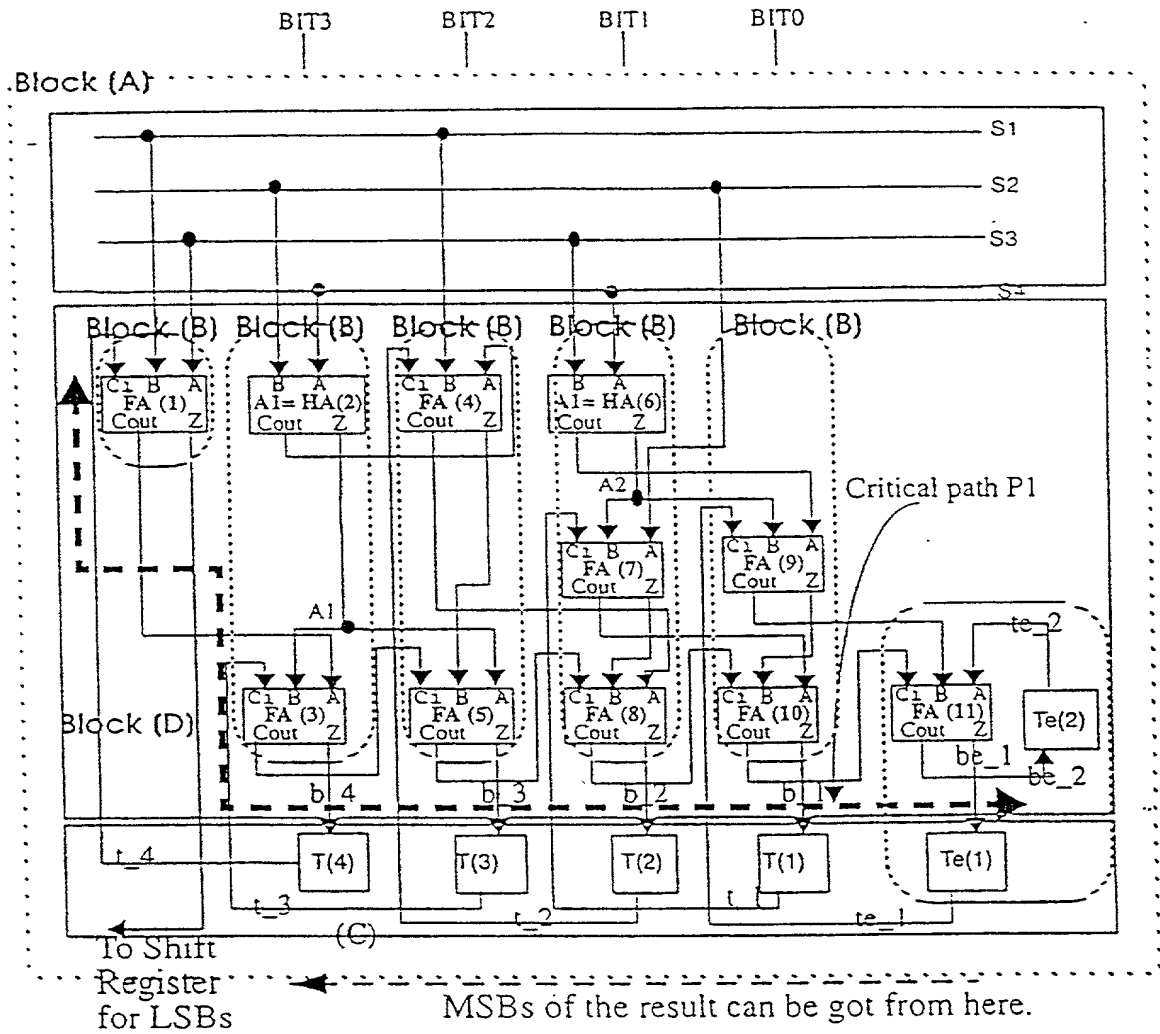 BIT3 BIT2 BIT1 BIT0
Block (A)
S1
S2
S3
Block (B) Block (B) Block (B) Block (B) Block (B)
Ci B A B A Ci B A B A
FA (1) A1= HA(2) FA (4) A1= HA(6)
Cout Z Cout Z Cout Z Cout Z
A2
Critical path P1
Ci B A Ci B A
FA (7) FA (9)
Cout Z Cout Z
A1
te_2
Ci B A Ci B A Ci B A Ci B A Ci B A
FA (3) FA (5) FA (8) FA (10) FA (11) Te(2)
Cout Z Cout Z Cout Z Cout Z Cout Z
Block (D)
be_1
be_2
b_4 b_3 b_2 b_1
T(4) T(3) T(2) T(1) Te(1)
t_4
t_3 t_2 te_1
(C)
To Shift
Register
for LSBs
MSBs of the result can be got from here.